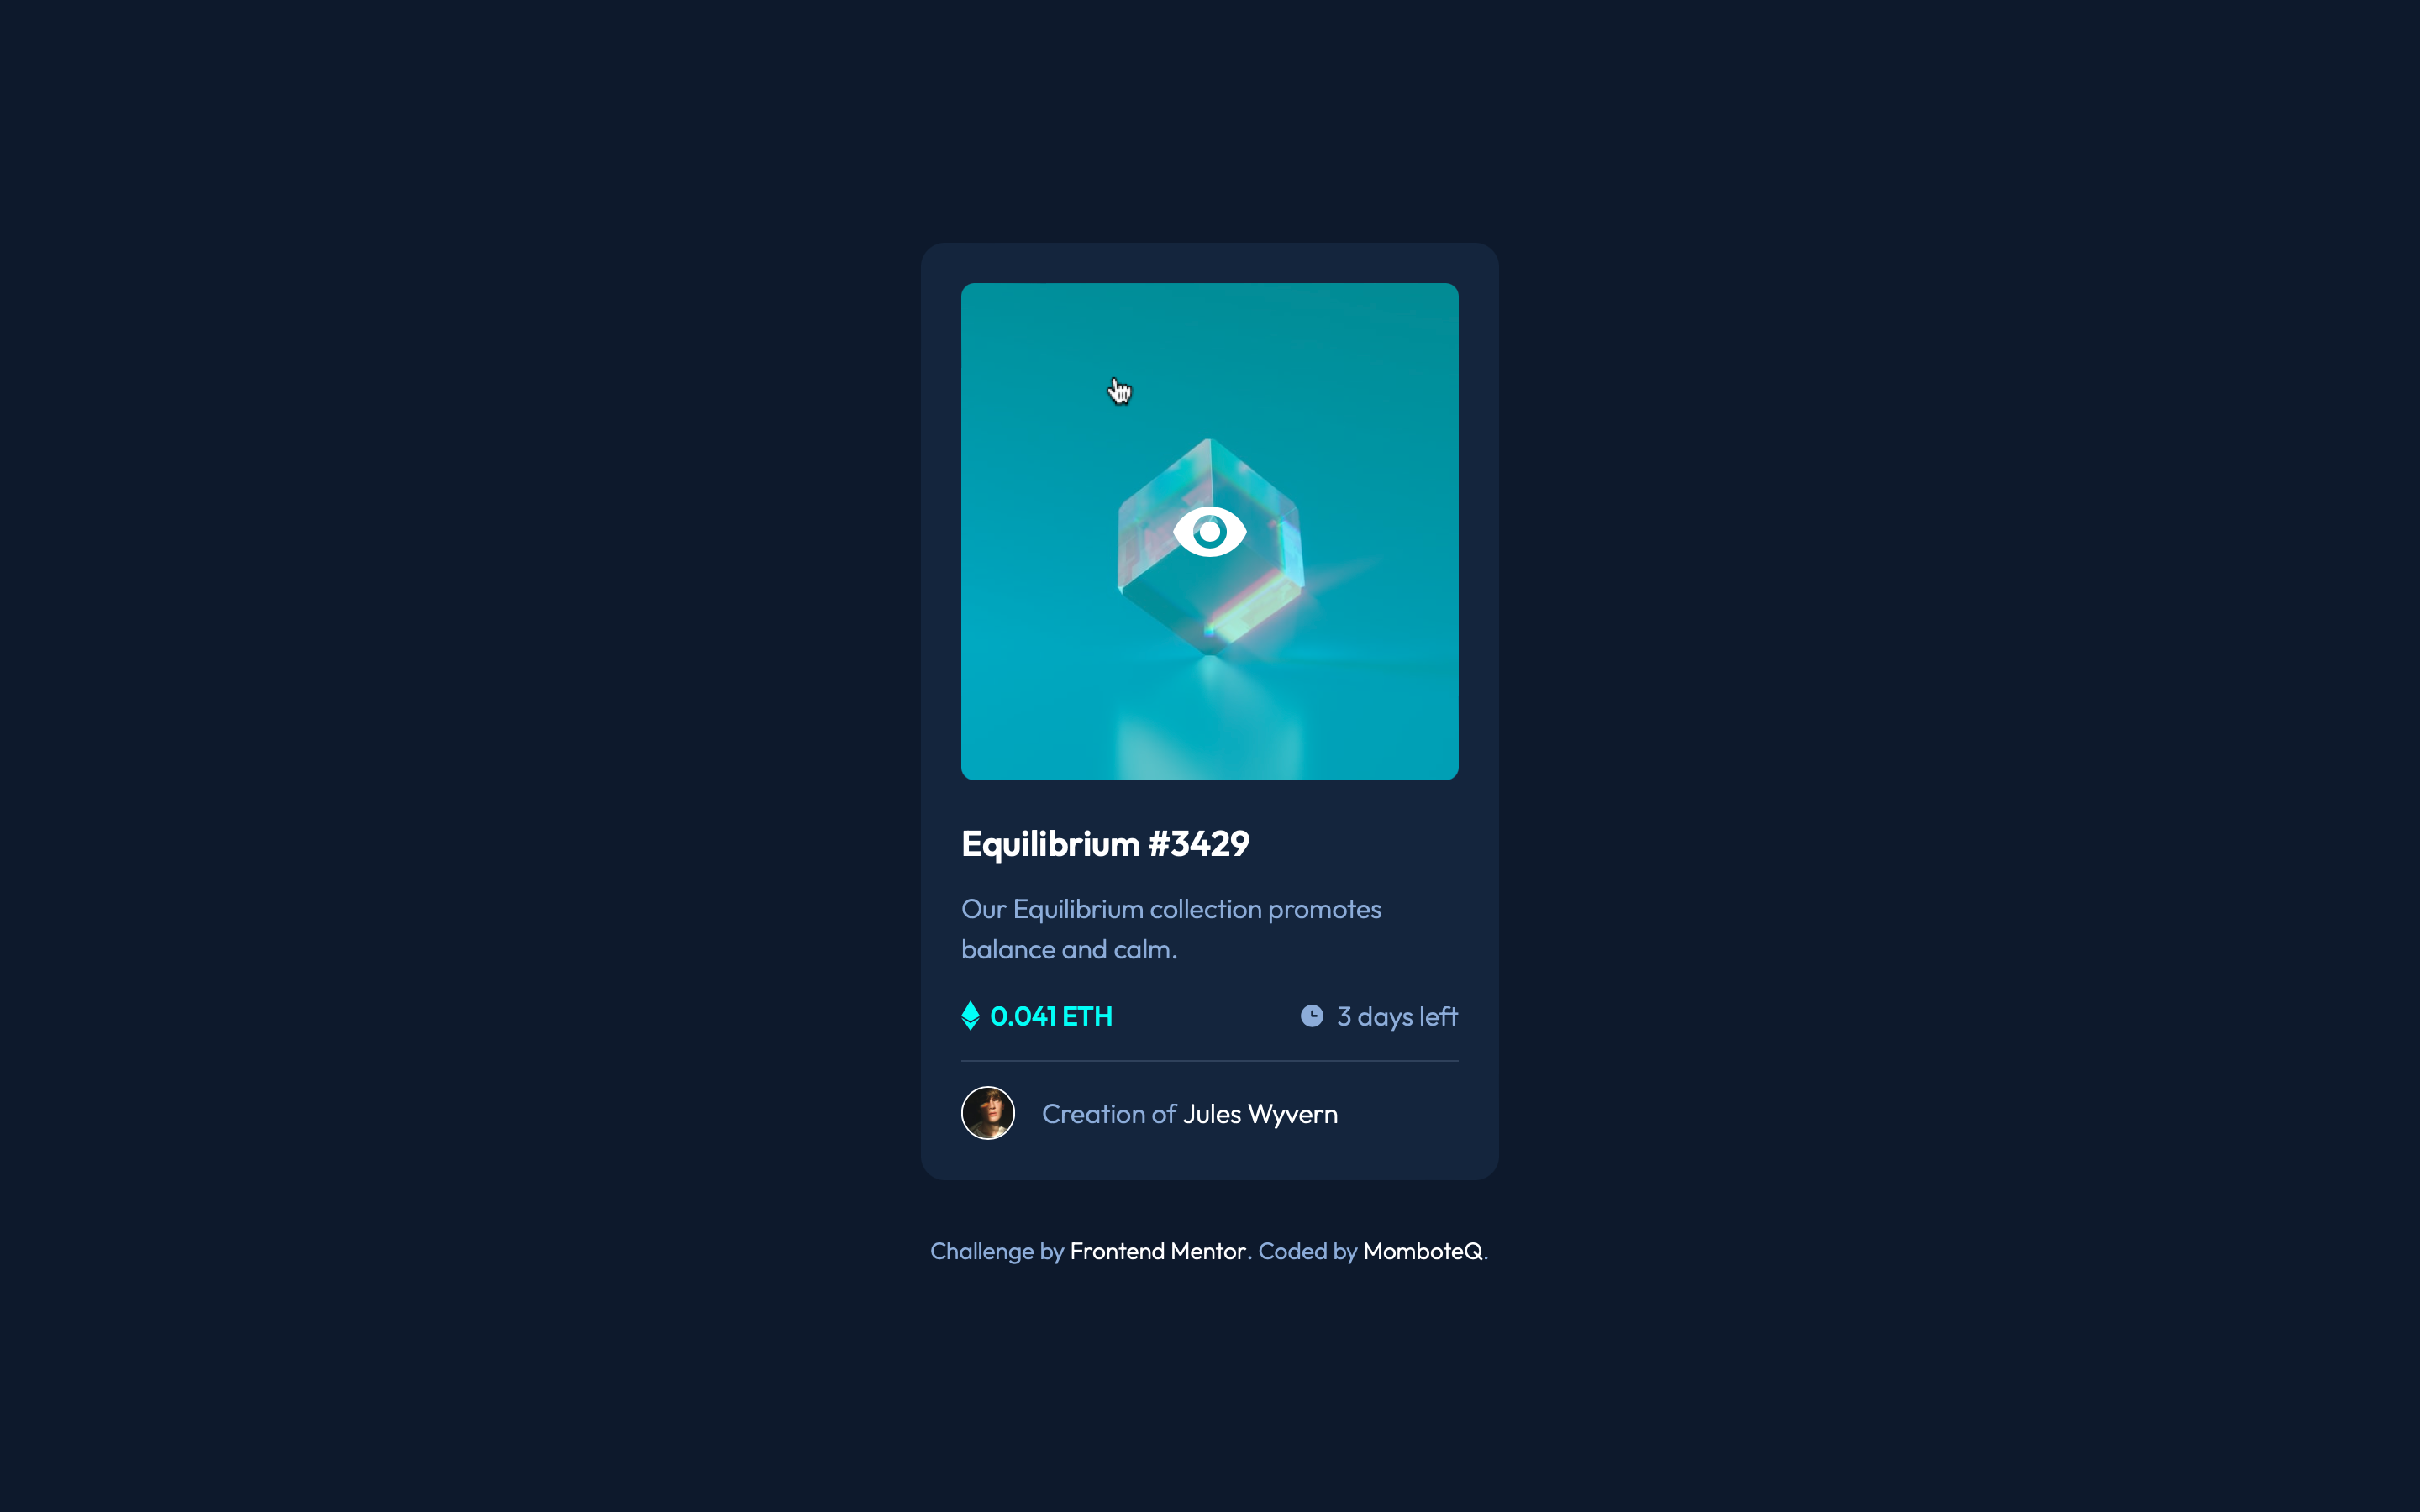 Equilibrium #3429
Our Equilibrium collection promotes
balance and calm.
0.041 ETH
3 days left
Creation of Jules Wyvern
Challenge by Frontend Mentor. Coded by MomboteQ.